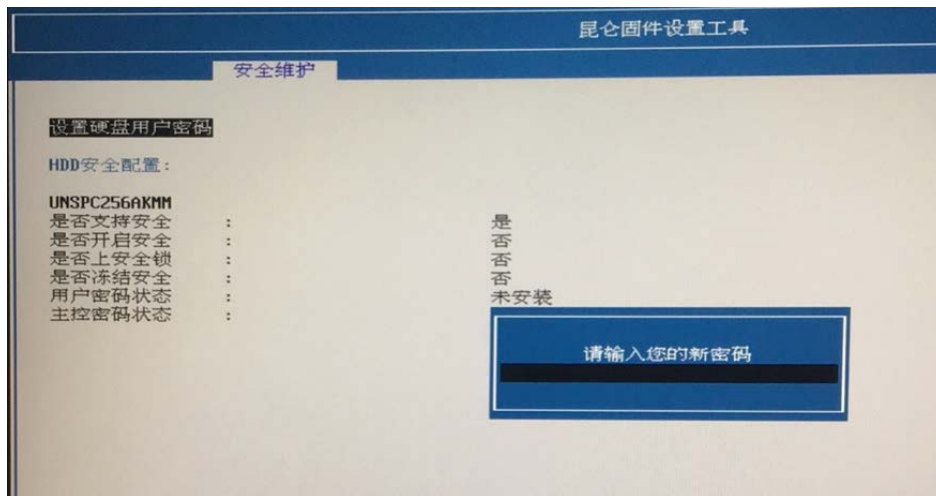 昆仑固件设置工具
安全维护
设置硬盘用户密码
HDD安全配置:
UNSPC256AKMM
是否支持安全 : 是
是否开启安全 : 否
是否上安全锁 : 否
是否冻结安全 : 否
用户密码状态 : 未安装
主控密码状态 :
请输入您的新密码